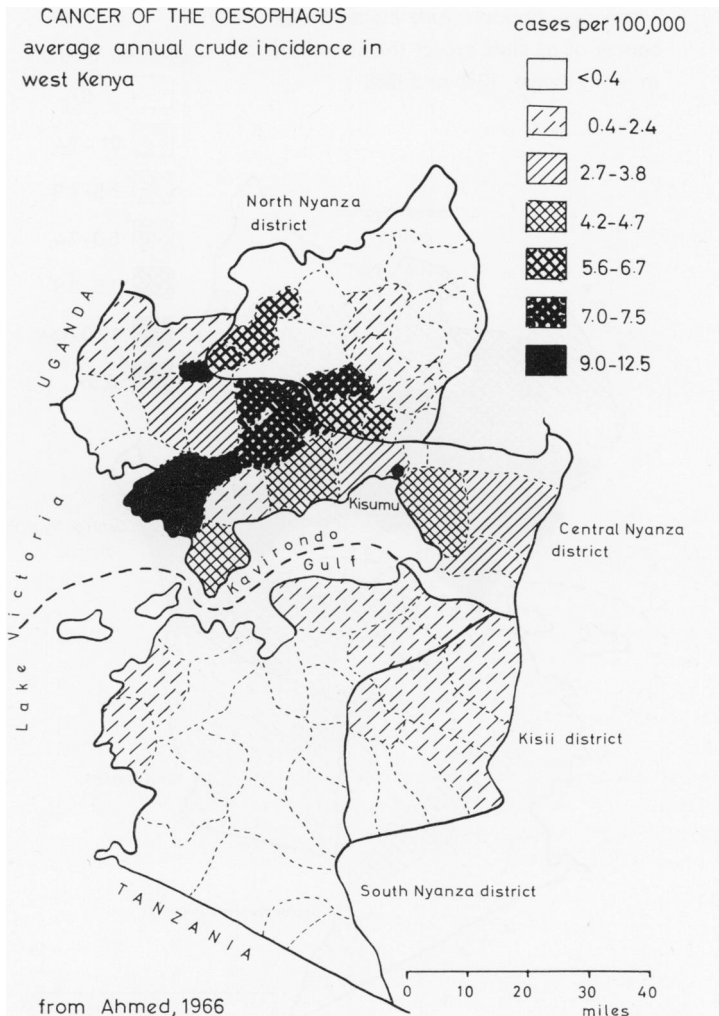 CANCER OF THE OESOPHAGUS
average annual crude incidence in
west Kenya
cases per 100,000
<0.4
0.4-2.4
2.7-3.8
4.2-4.7
5.6-6.7
7.0-7.5
9.0-12.5
North Nyanza
district
UGANDA
Kisumu
Central Nyanza
district
Kavirondo
Gulf
Lake Victoria
Kisii district
South Nyanza district
TANZANIA
0 10 20 30 40
miles
from Ahmed, 1966